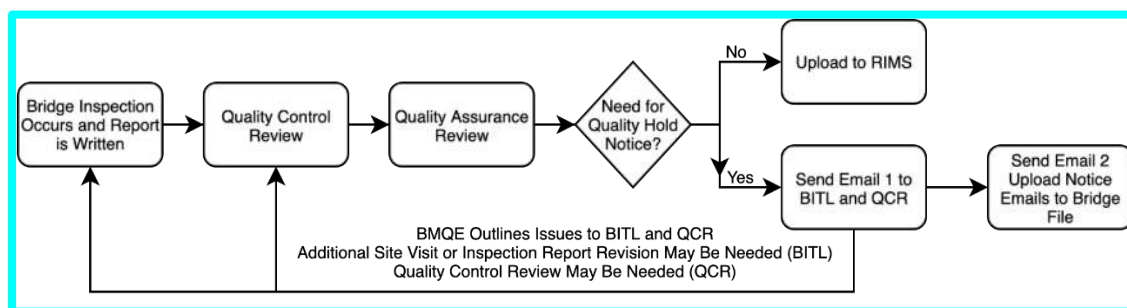 Bridge Inspection
Occurs and Report
is Written
Quality Control
Review
Quality Assurance
Review
Need for
Quality Hold
Notice?
No
Upload to RIMS
Yes
Send Email 1 to
BITL and QCR
Send Email 2
Upload Notice
Emails to Bridge
File
BMQE Outlines Issues to BITL and QCR
Additional Site Visit or Inspection Report Revision May Be Needed (BITL)
Quality Control Review May Be Needed (QCR)